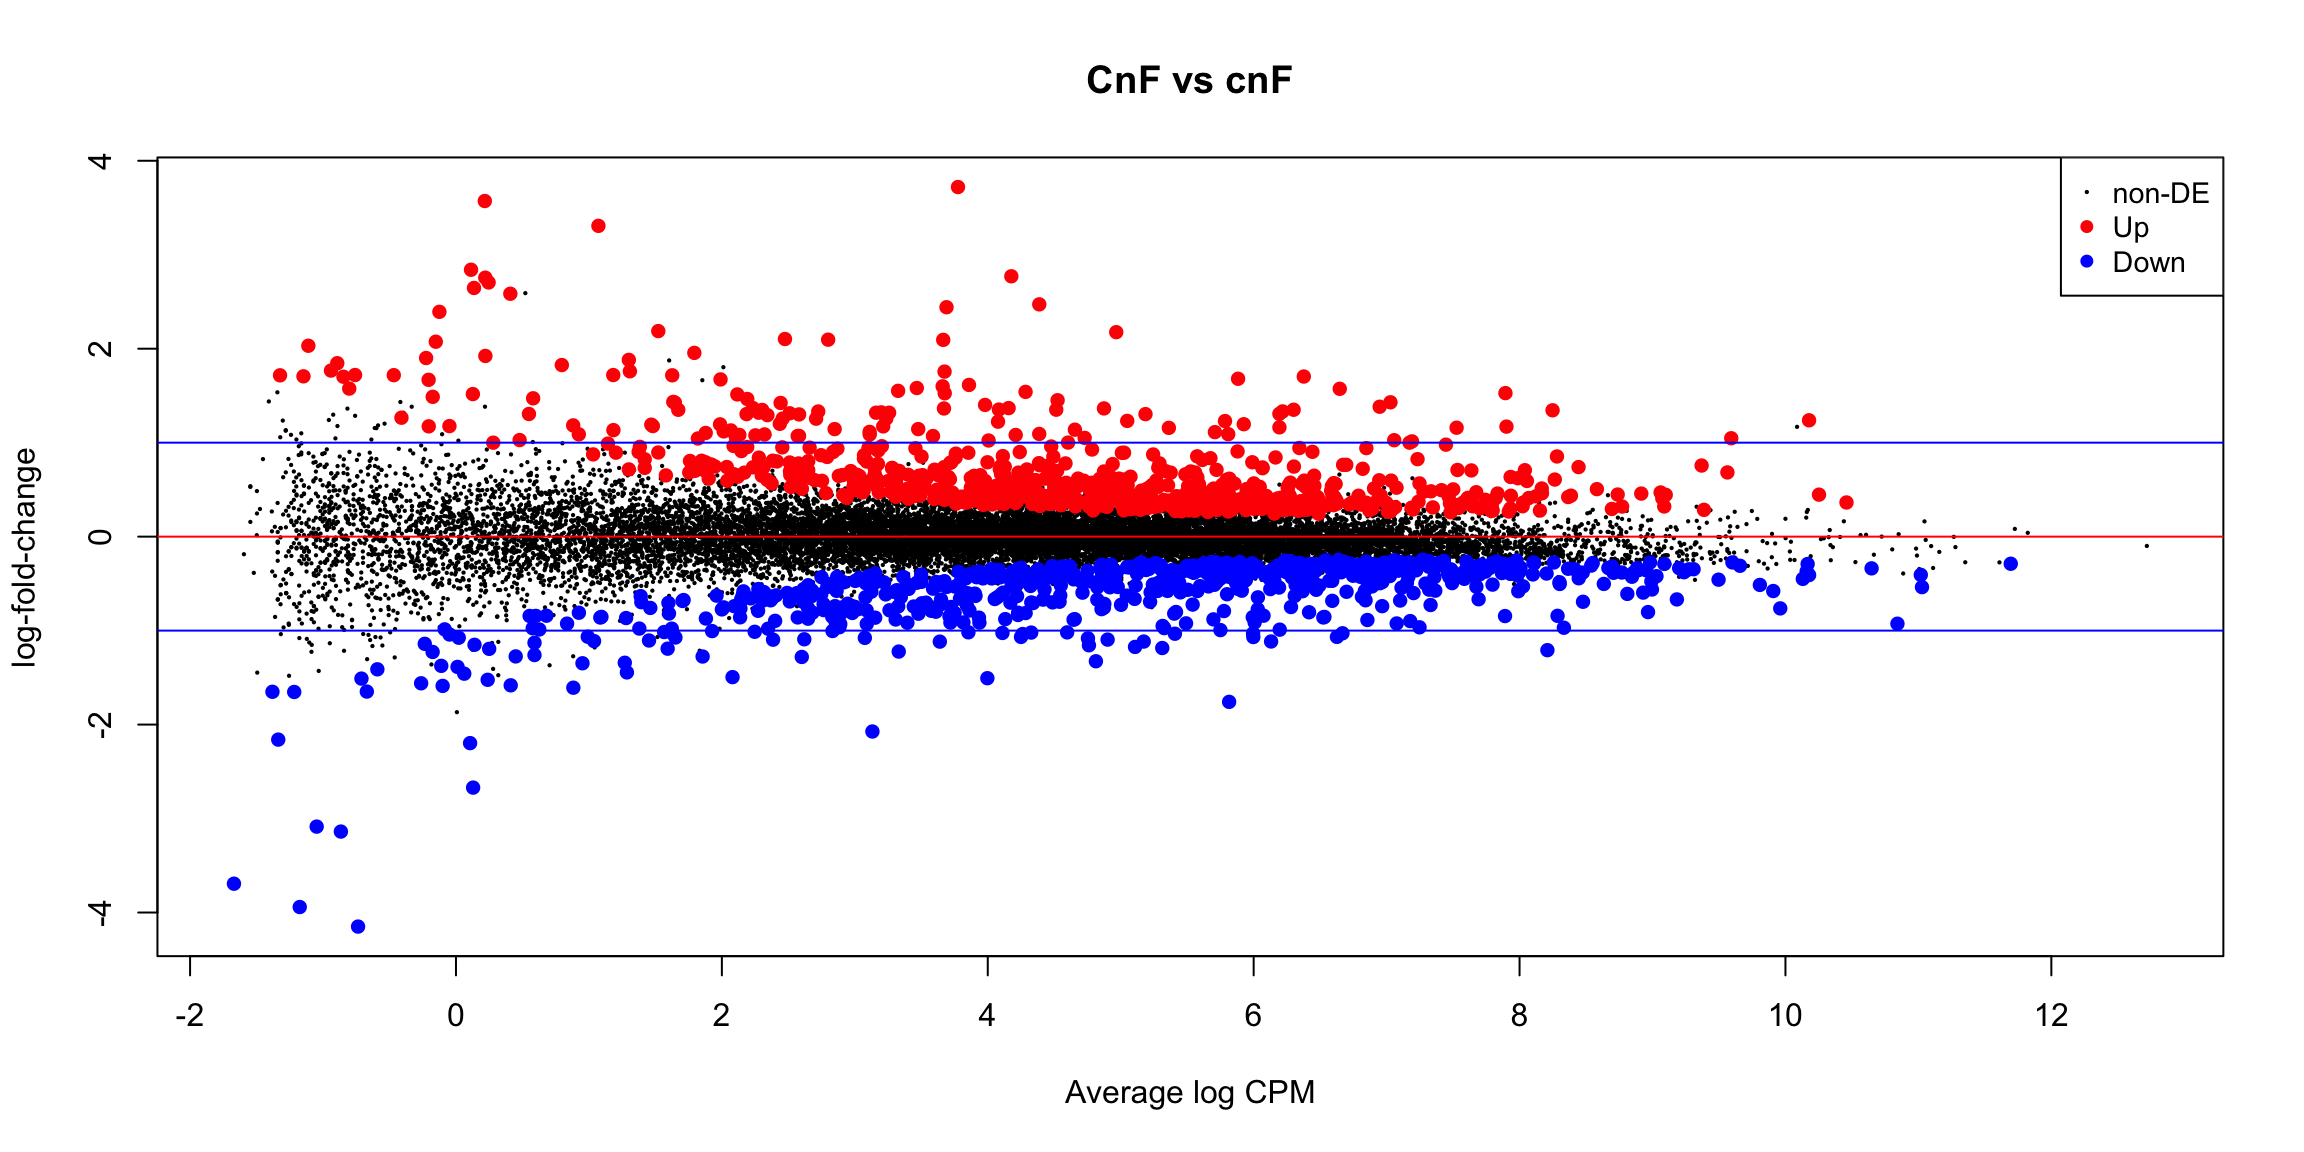 CnF vs cnF
4
2
0
-2
-4
log-fold-change
non-DE
Up
Down
-2 0 2 4 6 8 10 12
Average log CPM